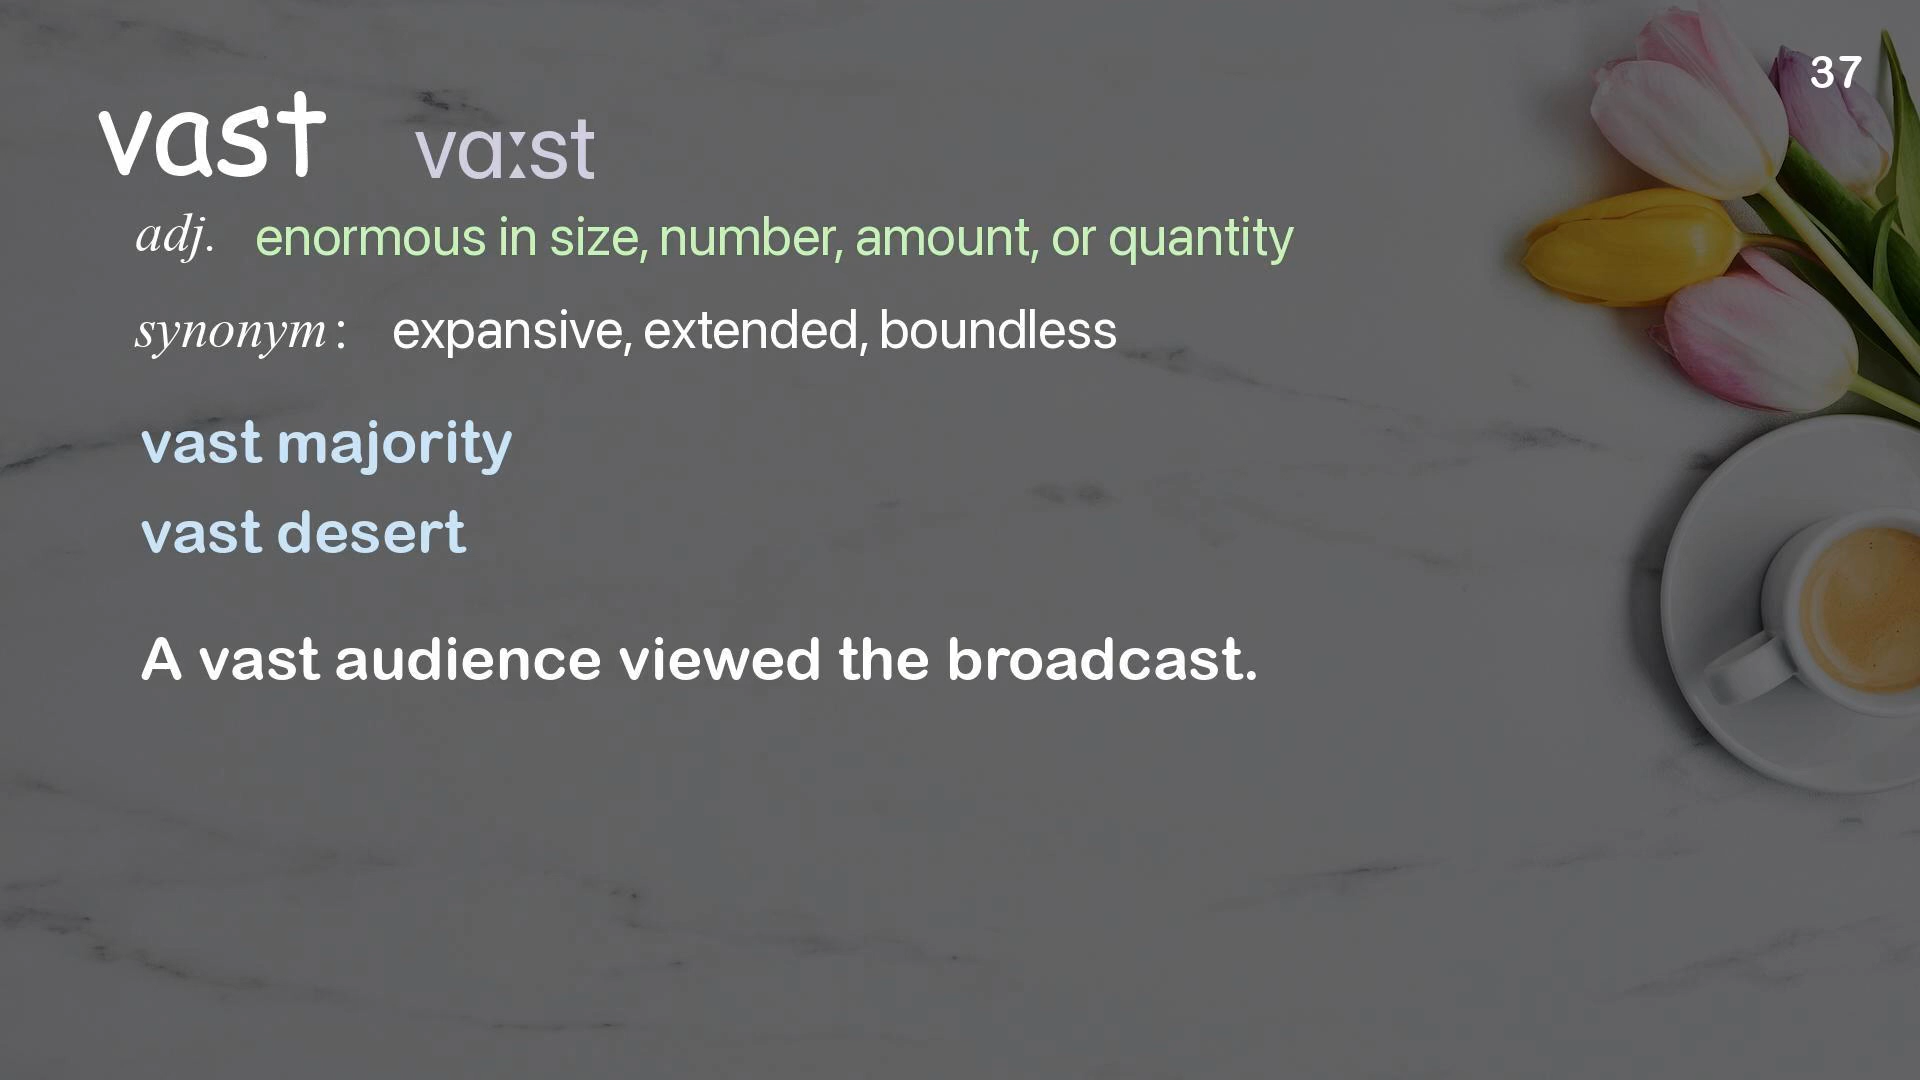 37
vast vɑːst
adj. enormous in size, number, amount, or quantity
synonym: expansive, extended, boundless
vast majority
vast desert
A vast audience viewed the broadcast.